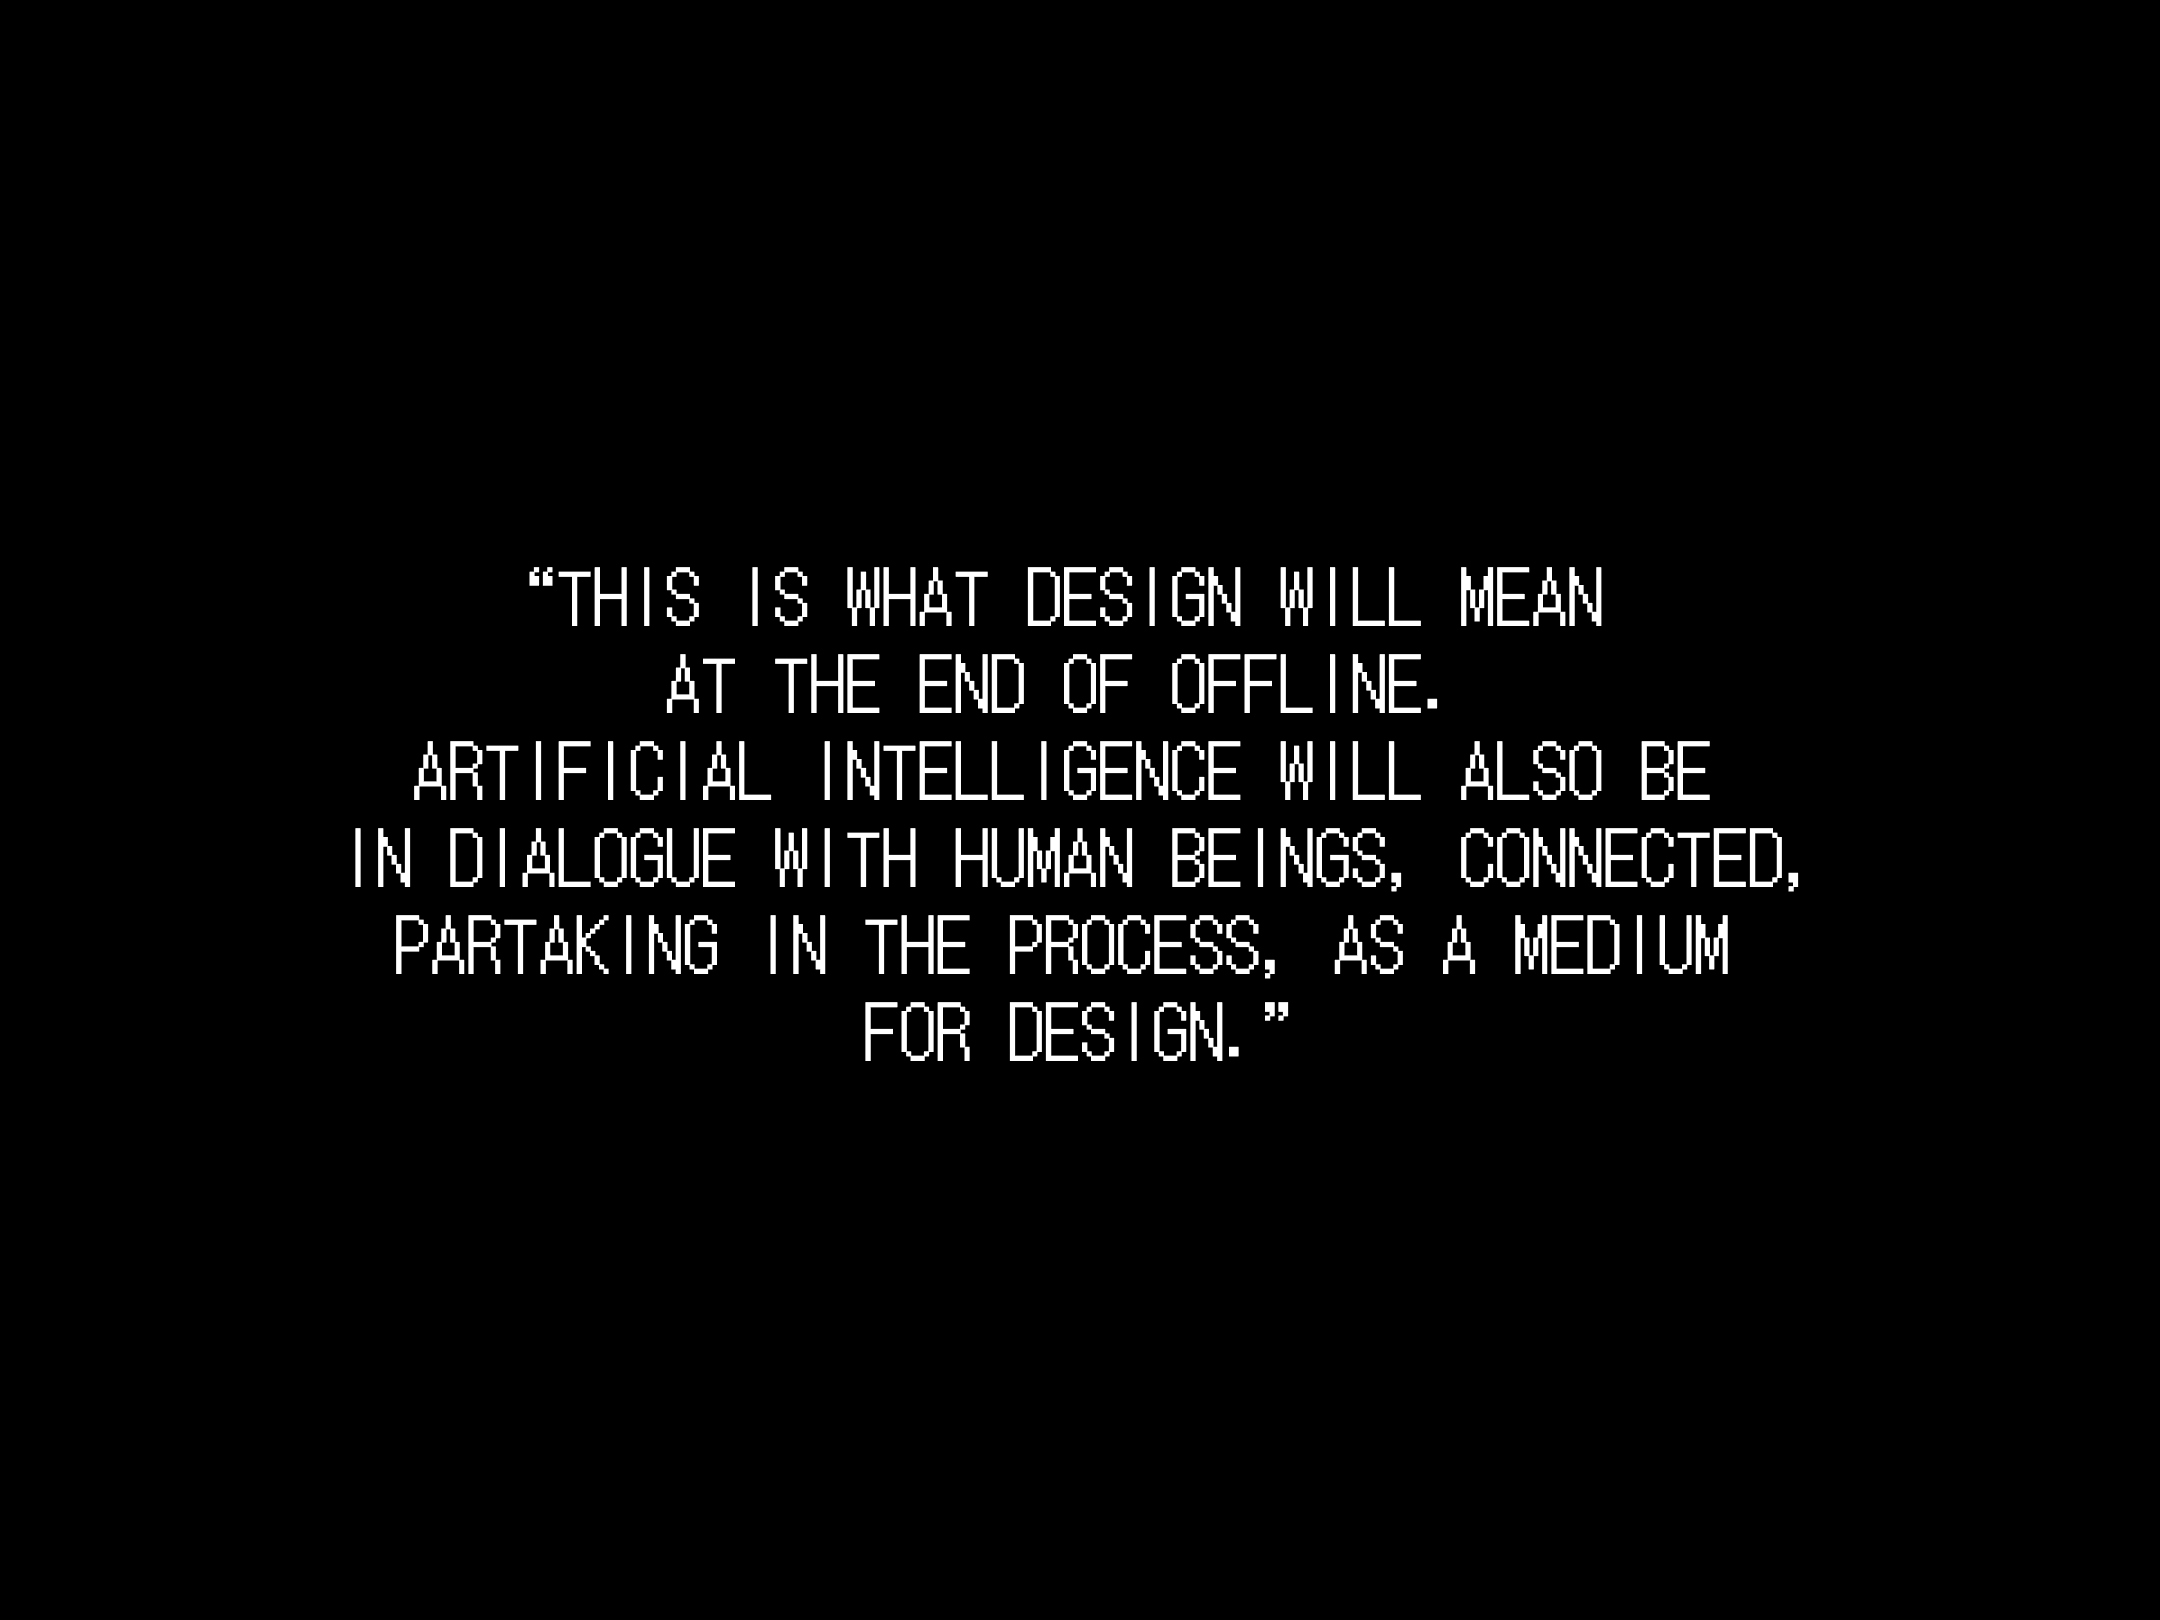 “THIS IS WHAT DESIGN WILL MEAN
AT THE END OF OFFLINE.
ARTIFICIAL INTELLIGENCE WILL ALSO BE
IN DIALOGUE WITH HUMAN BEINGS, CONNECTED,
PARTAKING IN THE PROCESS, AS A MEDIUM
FOR DESIGN.”